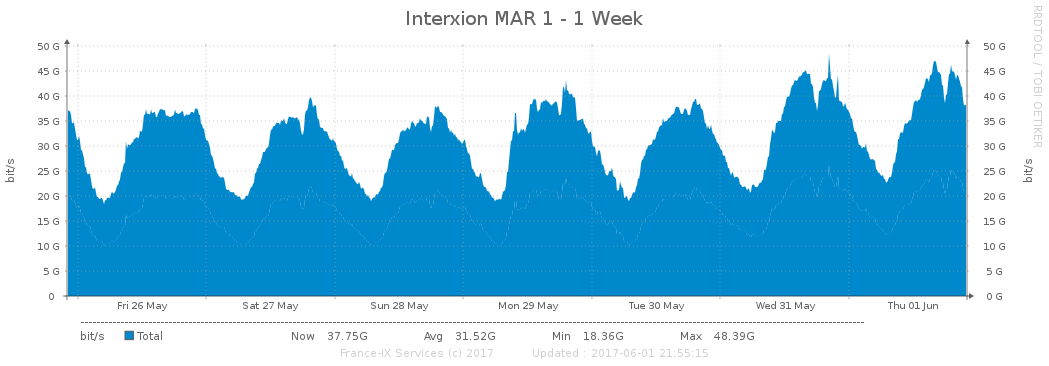 Interxion MAR 1 - 1 Week
RRDTOOL / TOBI OETIKER
50 G 50 G
45 G 45 G
40 G 40 G
35 G 35 G
30 G 30 G
25 G 25 G
20 G 20 G
15 G 15 G
10 G 10 G
5 G 5 G
0 0 G
bit/s
bit/s
Fri 26 May Sat 27 May Sun 28 May Mon 29 May Tue 30 May Wed 31 May Thu 01 Jun
bit/s Total Now 37.75G Avg 31.52G Min 18.36G Max 48.39G
France-IX Services (c) 2017 Updated : 2017-06-01 21:55:15